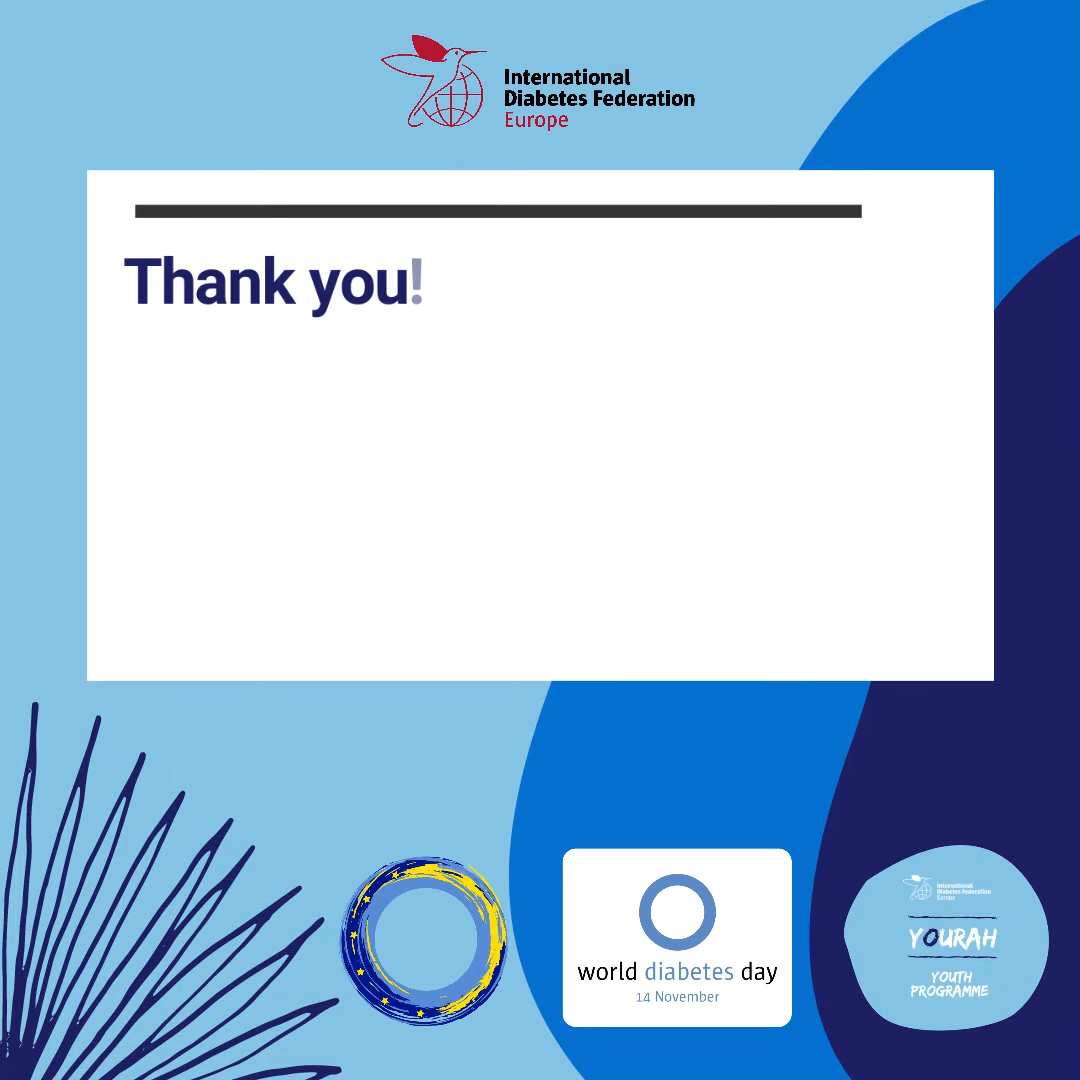 International
Diabetes Federation
Europe
Thank you!
world diabetes day
14 November
International
Diabetes Federation
Europe
YOURAH
YOUTH
PROGRAMME